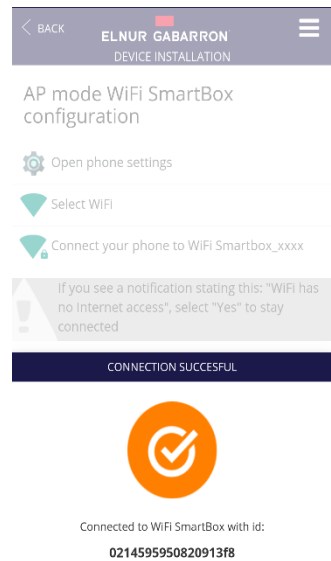 BACK
ELNUR GABARRON
DEVICE INSTALLATION
AP mode WiFi SmartBox
configuration
Open phone settings
Select WiFi
Connect your phone to WiFi Smartbox_xxxx
If you see a notification stating this: "WiFi has
no Internet access", select "Yes" to stay
connected
CONNECTION SUCCESFUL
Connected to WiFi SmartBox with id:
0214595950820913f8